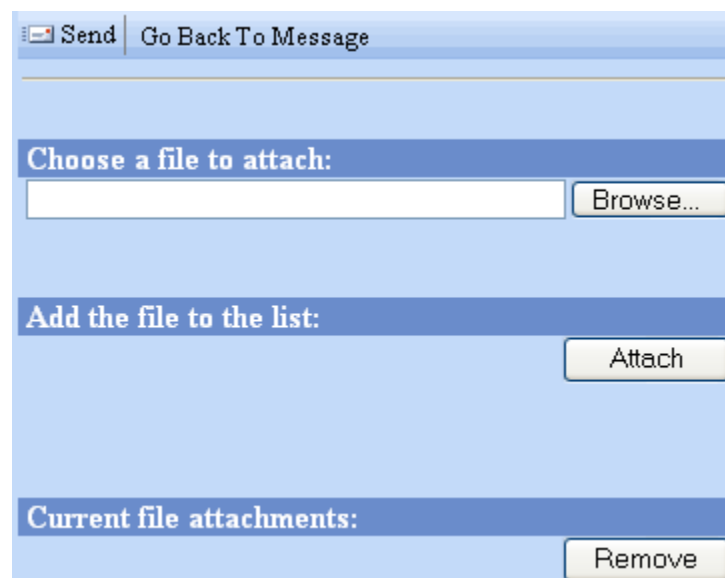 Send Go Back To Message
Choose a file to attach:
Browse...
Add the file to the list:
Attach
Current file attachments:
Remove